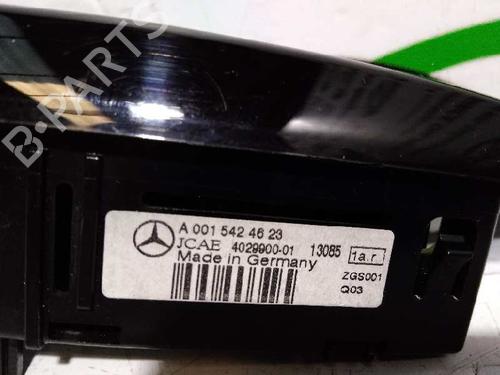 B-PARTS
A 001 542 46 23
JCAE 4029900-01 13085 1a.r.
Made in Germany ZGS001
Q03